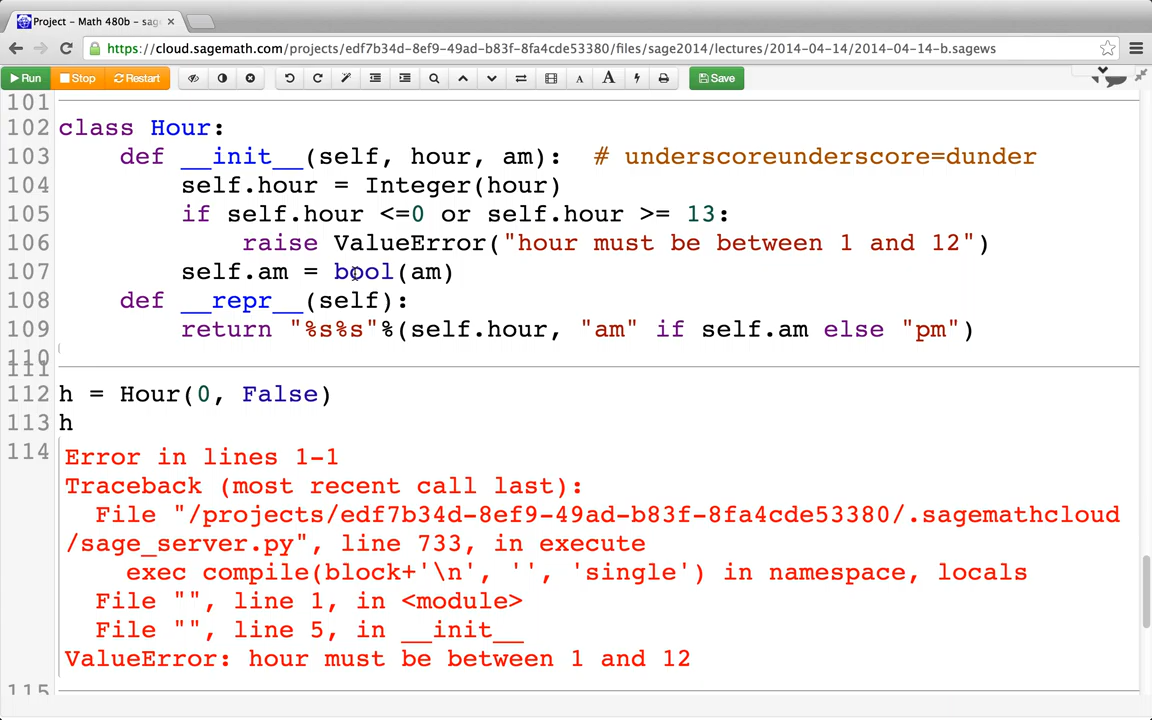 Project – Math 480b – sag
https://cloud.sagemath.com/projects/edf7b34d-8ef9-49ad-b83f-8fa4cde53380/files/sage2014/lectures/2014-04-14/2014-04-14-b.sagews
Run Stop Restart A A Save
101
102 class Hour:
103 def __init__(self, hour, am): # underscoreunderscore=dunder
104 self.hour = Integer(hour)
105 if self.hour <=0 or self.hour >= 13:
106 raise ValueError("hour must be between 1 and 12")
107 self.am = bool(am)
108 def __repr__(self):
109 return "%s%s"%(self.hour, "am" if self.am else "pm")
110
111
112 h = Hour(0, False)
113 h
114 Error in lines 1-1
Traceback (most recent call last):
File "/projects/edf7b34d-8ef9-49ad-b83f-8fa4cde53380/.sagemathcloud
/sage_server.py", line 733, in execute
exec compile(block+'\n', '', 'single') in namespace, locals
File "", line 1, in <module>
File "", line 5, in __init__
ValueError: hour must be between 1 and 12
115